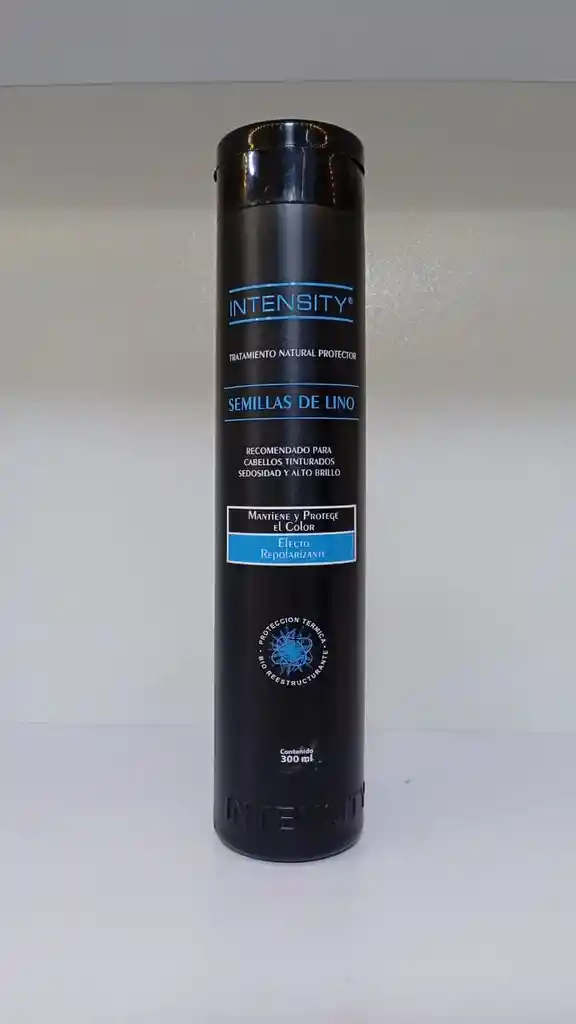 INTENSITY®
TRATAMIENTO NATURAL PROTECTOR
SEMILLAS DE LINO
RECOMENDADO PARA
CABELLOS TINTURADOS
SEDOSIDAD Y ALTO BRILLO
Mantiene y Protege
el Color
Efecto
Repolarizante
· PROTECCION TERMICA ·
BIO REESTRUCTURANTE
Contenido
300 ml
INTENSITY